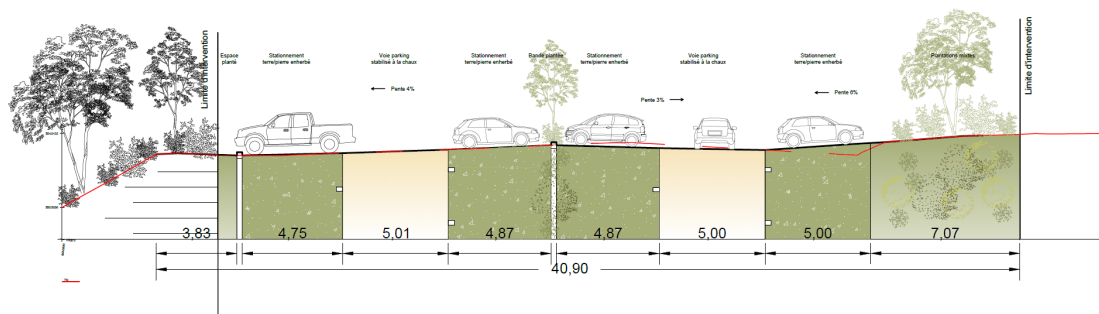 Limite d'intervention
Espace
planté
Stationnement
terre/pierre enherbé
Voie parking
stabilisé à la chaux
Stationnement
terre/pierre enherbé
Bande plantée
Stationnement
terre/pierre enherbé
Voie parking
stabilisé à la chaux
Stationnement
terre/pierre enherbé
Plantations mixtes
Limite d'intervention
Pente 4%
Pente 3%
Pente 6%
3,83
4,75
5,01
4,87
4,87
5,00
5,00
7,07
40,90